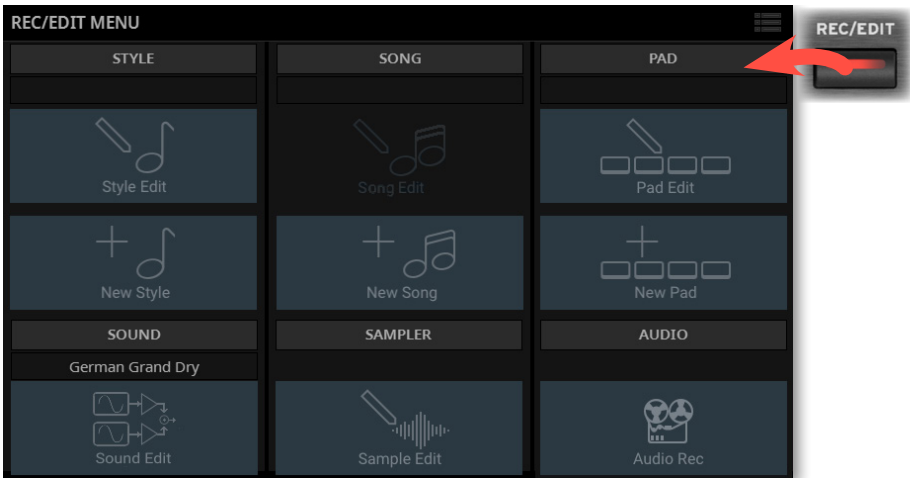 REC/EDIT MENU
REC/EDIT
STYLE
SONG
PAD
Style Edit
Song Edit
Pad Edit
New Style
New Song
New Pad
SOUND
SAMPLER
AUDIO
German Grand Dry
Sound Edit
Sample Edit
Audio Rec